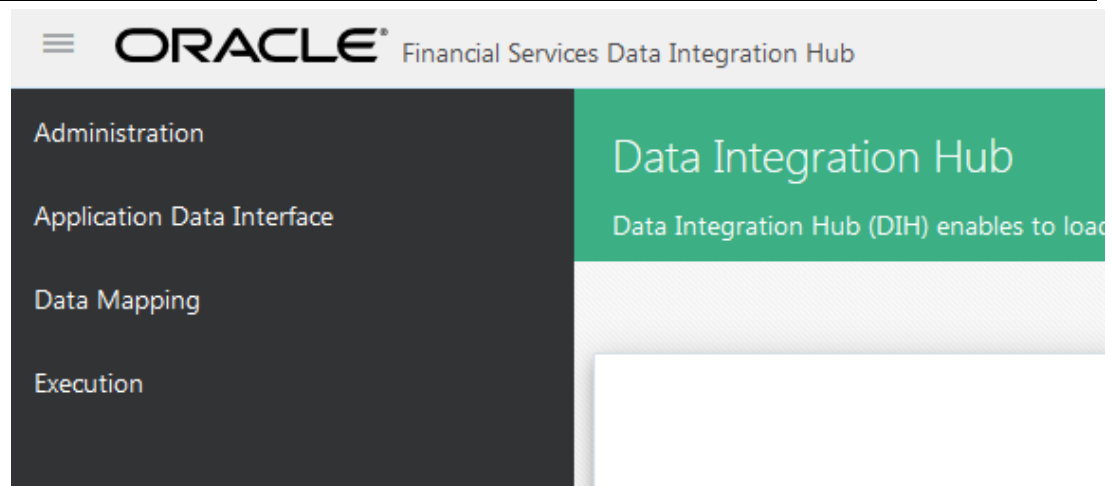 ORACLE® Financial Services Data Integration Hub
Administration
Application Data Interface
Data Mapping
Execution
Data Integration Hub
Data Integration Hub (DIH) enables to load